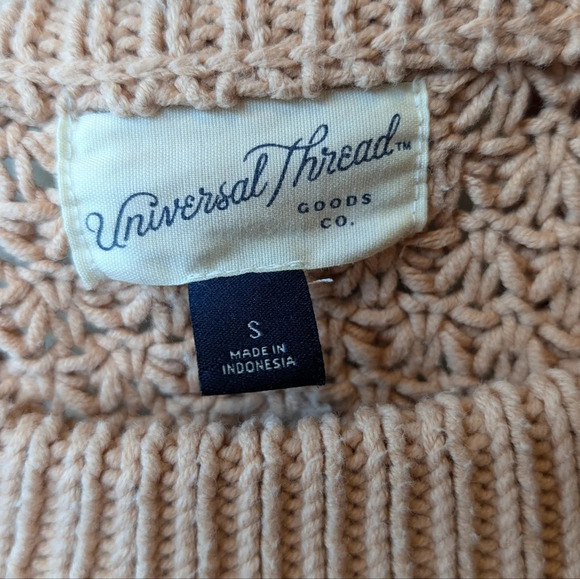 Universal Thread™
GOODS
CO.
S
MADE IN
INDONESIA